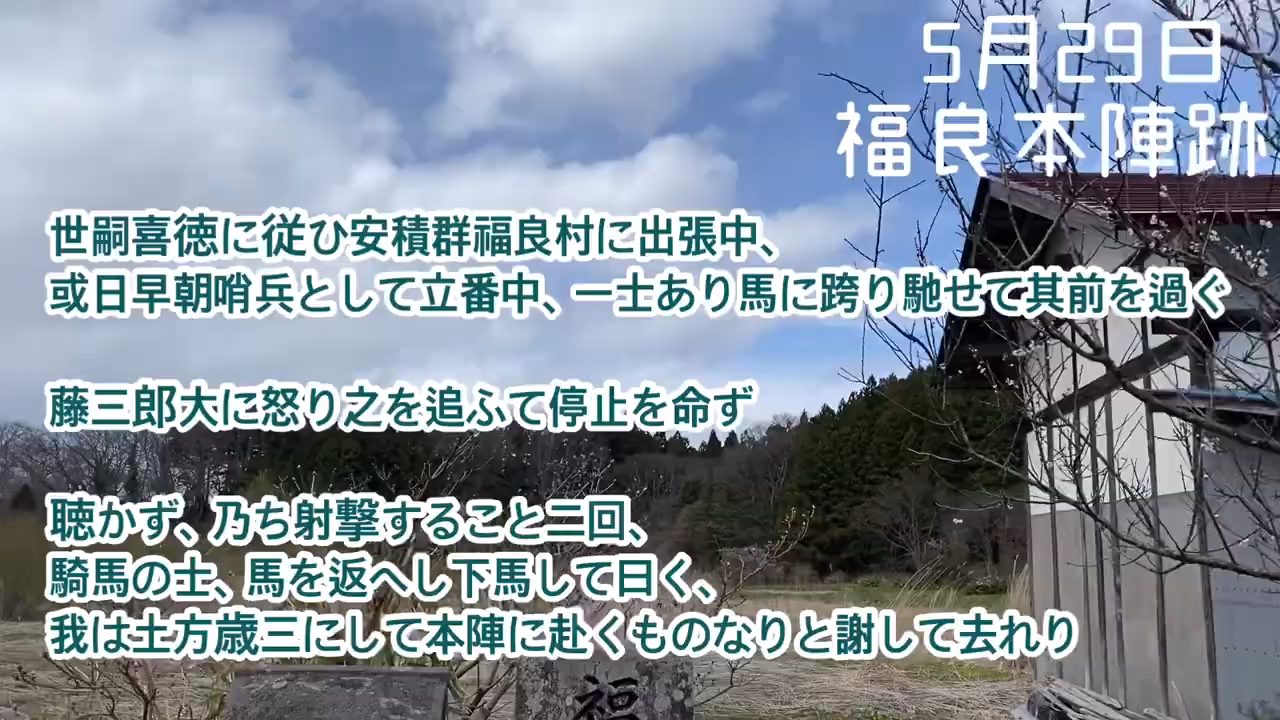 5月29日
福良本陣跡
世嗣喜徳に従ひ安積群福良村に出張中、
或日早朝哨兵として立番中、一士あり馬に跨り馳せて其前を過ぐ
藤三郎大に怒り之を追ふて停止を命ず
聴かず、乃ち射撃すること二回、
騎馬の士、馬を返へし下馬して曰く、
我は土方歳三にして本陣に赴くものなりと謝して去れり
福